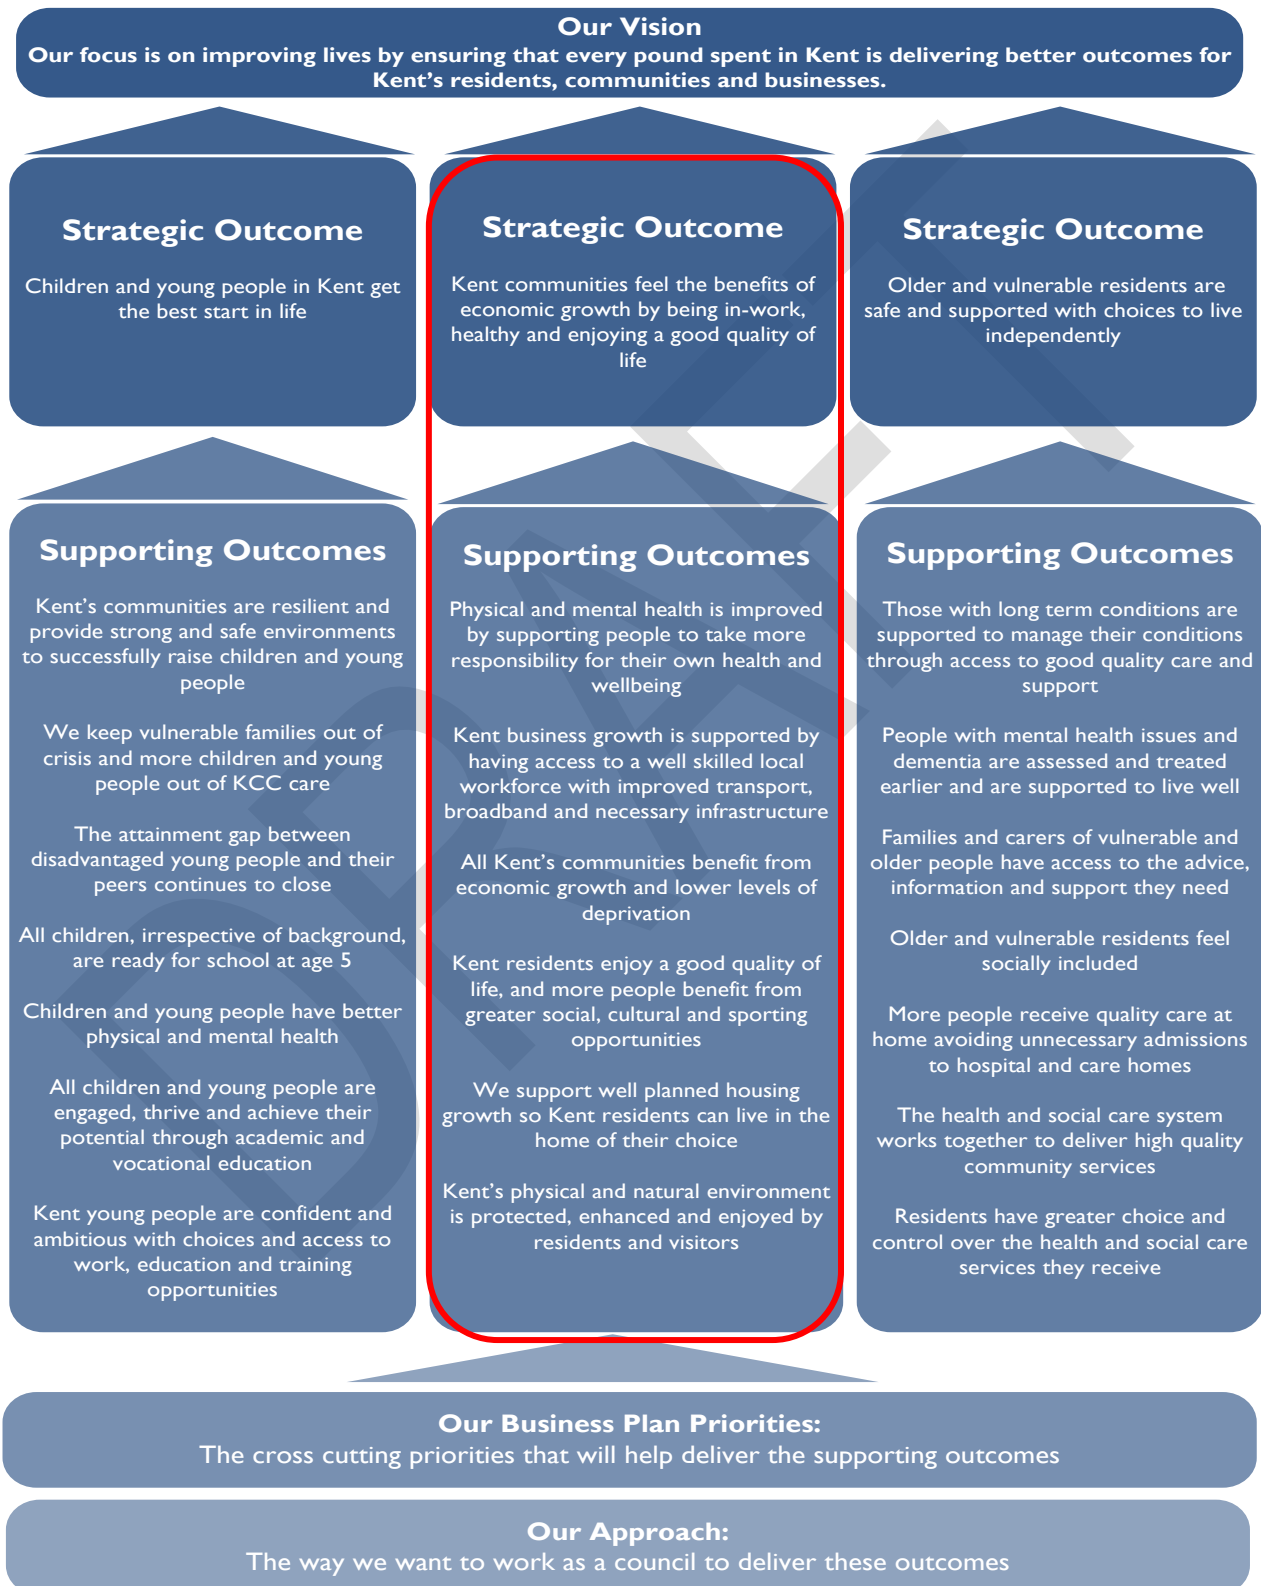 Our Vision
Our focus is on improving lives by ensuring that every pound spent in Kent is delivering better outcomes for
Kent’s residents, communities and businesses.
Strategic Outcome
Children and young people in Kent get
the best start in life
Strategic Outcome
Kent communities feel the benefits of
economic growth by being in-work,
healthy and enjoying a good quality of
life
Strategic Outcome
Older and vulnerable residents are
safe and supported with choices to live
independently
Supporting Outcomes
Kent’s communities are resilient and
provide strong and safe environments
to successfully raise children and young
people
We keep vulnerable families out of
crisis and more children and young
people out of KCC care
The attainment gap between
disadvantaged young people and their
peers continues to close
All children, irrespective of background,
are ready for school at age 5
Children and young people have better
physical and mental health
All children and young people are
engaged, thrive and achieve their
potential through academic and
vocational education
Kent young people are confident and
ambitious with choices and access to
work, education and training
opportunities
Supporting Outcomes
Physical and mental health is improved
by supporting people to take more
responsibility for their own health and
wellbeing
Kent business growth is supported by
having access to a well skilled local
workforce with improved transport,
broadband and necessary infrastructure
All Kent’s communities benefit from
economic growth and lower levels of
deprivation
Kent residents enjoy a good quality of
life, and more people benefit from
greater social, cultural and sporting
opportunities
We support well planned housing
growth so Kent residents can live in the
home of their choice
Kent’s physical and natural environment
is protected, enhanced and enjoyed by
residents and visitors
Supporting Outcomes
Those with long term conditions are
supported to manage their conditions
through access to good quality care and
support
People with mental health issues and
dementia are assessed and treated
earlier and are supported to live well
Families and carers of vulnerable and
older people have access to the advice,
information and support they need
Older and vulnerable residents feel
socially included
More people receive quality care at
home avoiding unnecessary admissions
to hospital and care homes
The health and social care system
works together to deliver high quality
community services
Residents have greater choice and
control over the health and social care
services they receive
Our Business Plan Priorities:
The cross cutting priorities that will help deliver the supporting outcomes
Our Approach:
The way we want to work as a council to deliver these outcomes
DRAFT